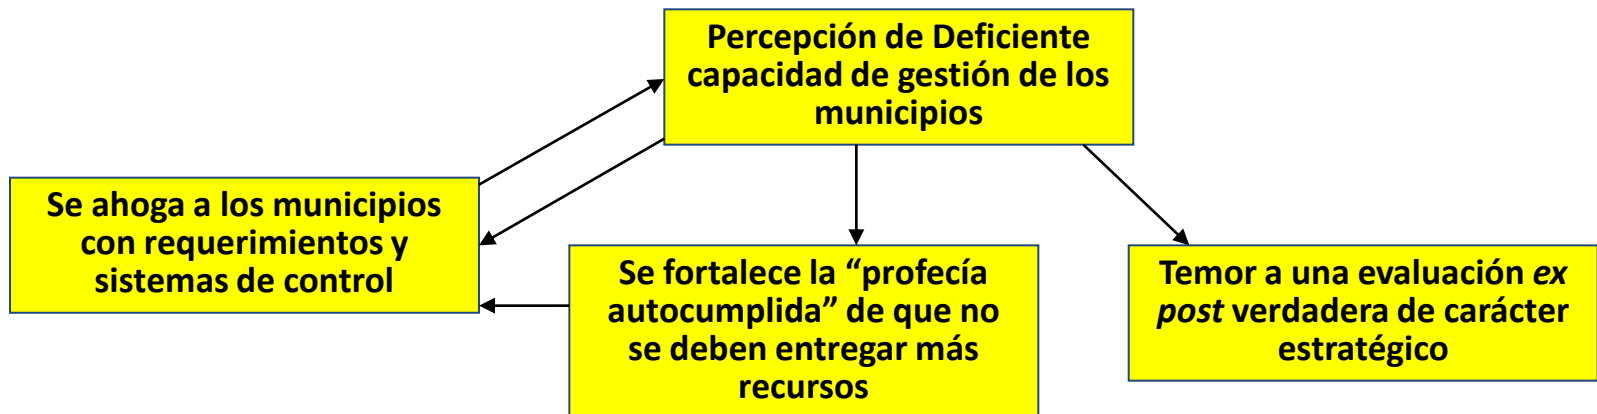 Percepción de Deficiente
capacidad de gestión de los
municipios
Se ahoga a los municipios
con requerimientos y
sistemas de control
Se fortalece la “profecía
autocumplida” de que no
se deben entregar más
recursos
Temor a una evaluación ex
post verdadera de carácter
estratégico